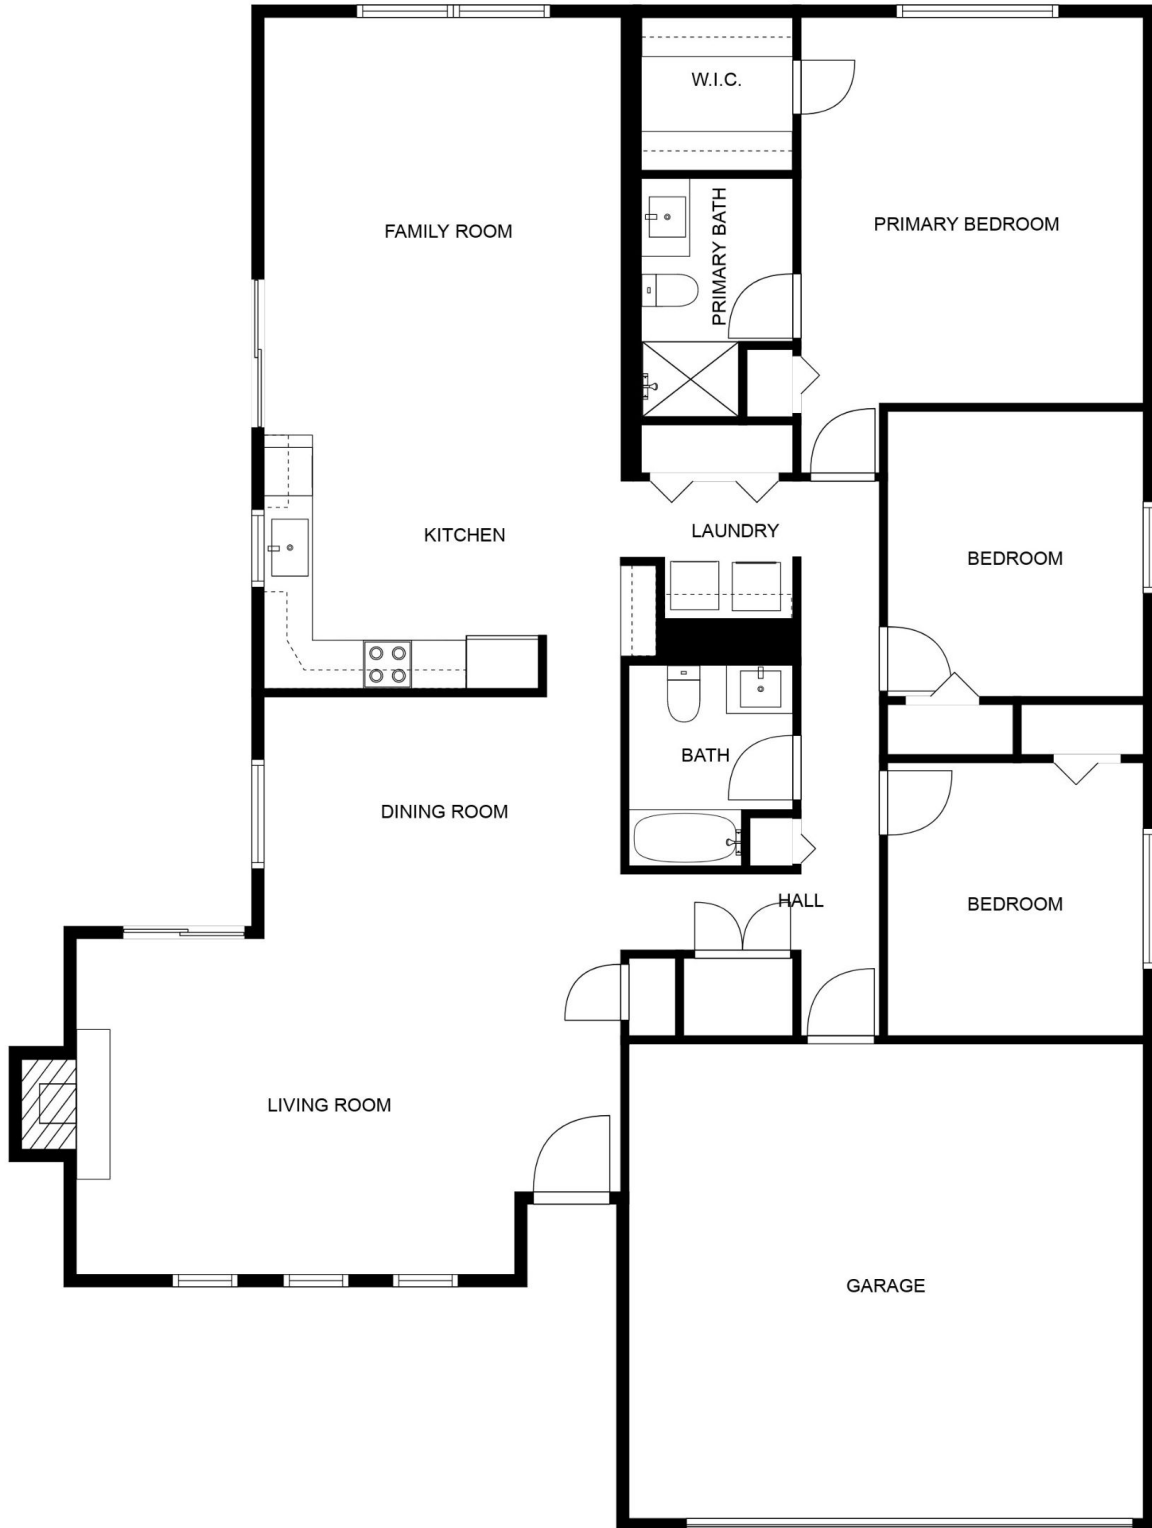 W.I.C.
FAMILY ROOM
PRIMARY BATH
PRIMARY BEDROOM
KITCHEN
LAUNDRY
BEDROOM
DINING ROOM
BATH
HALL
BEDROOM
LIVING ROOM
GARAGE